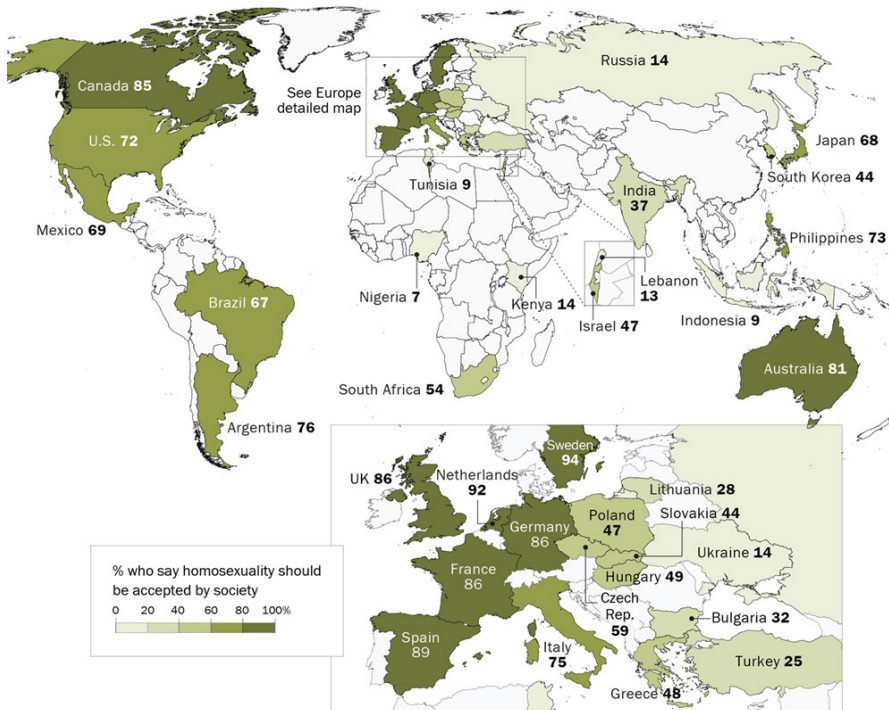 Canada 85
Russia 14
See Europe
detailed map
U.S. 72
Japan 68
South Korea 44
Tunisia 9
India
37
Mexico 69
Philippines 73
Brazil 67
Nigeria 7
Kenya 14
Lebanon
13
Israel 47
Indonesia 9
Australia 81
South Africa 54
Argentina 76
Sweden
94
UK 86
Netherlands
92
Lithuania 28
Slovakia 44
Poland
47
Germany
86
Ukraine 14
France
86
Hungary 49
Czech
Rep.
59
Bulgaria 32
Spain
89
Italy
75
Turkey 25
Greece 48
% who say homosexuality should
be accepted by society
0 20 40 60 80 100%